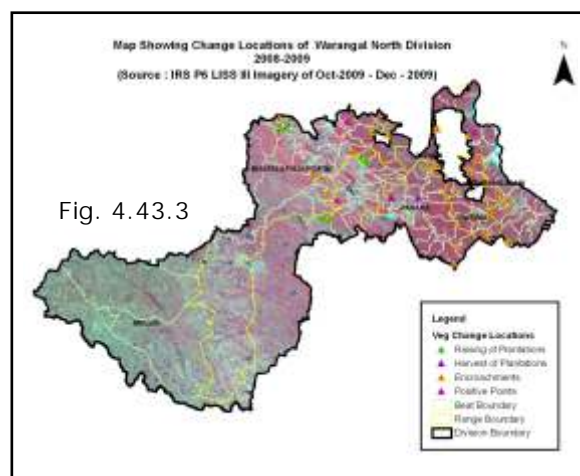 Map Showing Change Locations of Warangal North Division
2008-2009
(Source : IRS P6 LISS III Imagery of Oct-2009 - Dec - 2009)
N
Fig. 4.43.3
Legend
Veg Change Locations
Raising of Plantations
Harvest of Plantations
Encroachments
Positive Points
Beat Boundary
Range Boundary
Division Boundary